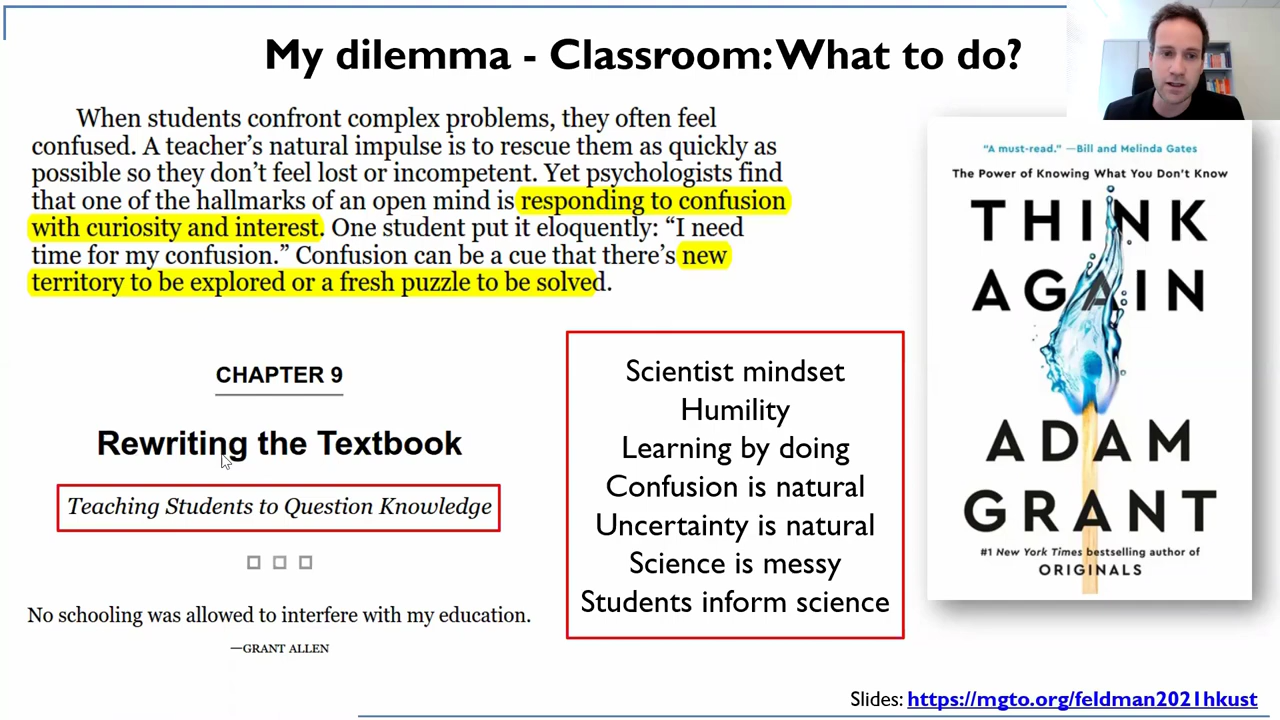 My dilemma - Classroom: What to do?
When students confront complex problems, they often feel
confused. A teacher's natural impulse is to rescue them as quickly as
possible so they don't feel lost or incompetent. Yet psychologists find
that one of the hallmarks of an open mind is responding to confusion
with curiosity and interest. One student put it eloquently: “I need
time for my confusion.” Confusion can be a cue that there's new
territory to be explored or a fresh puzzle to be solved.
CHAPTER 9
Rewriting the Textbook
Teaching Students to Question Knowledge
No schooling was allowed to interfere with my education.
—GRANT ALLEN
Scientist mindset
Humility
Learning by doing
Confusion is natural
Uncertainty is natural
Science is messy
Students inform science
“A must-read.” —Bill and Melinda Gates
The Power of Knowing What You Don't Know
THINK
AGAIN
ADAM
GRANT
#1 New York Times bestselling author of
ORIGINALS
Slides: https://mgto.org/feldman2021hkust